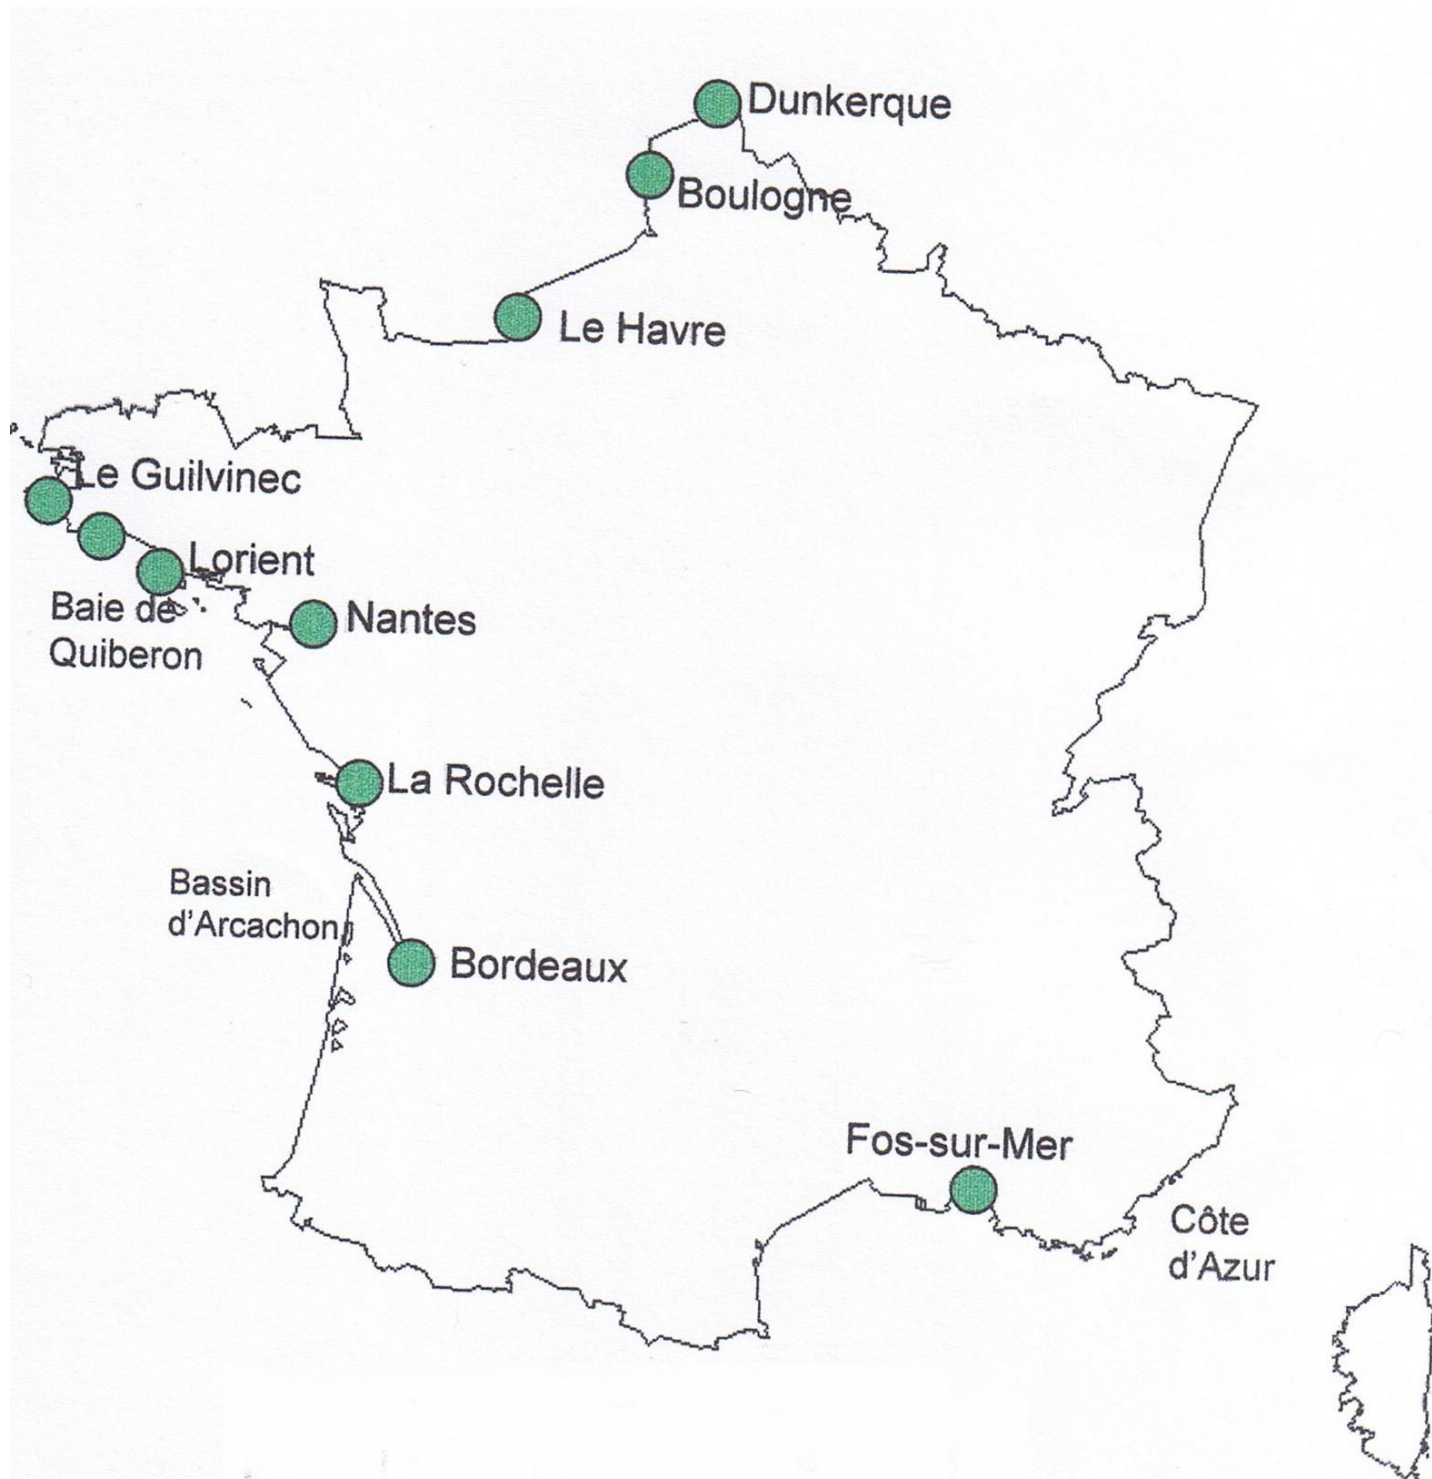 Dunkerque
Boulogne
Le Havre
Le Guilvinec
Lorient
Baie de
Quiberon
Nantes
La Rochelle
Bassin
d'Arcachon
Bordeaux
Fos-sur-Mer
Côte
d'Azur